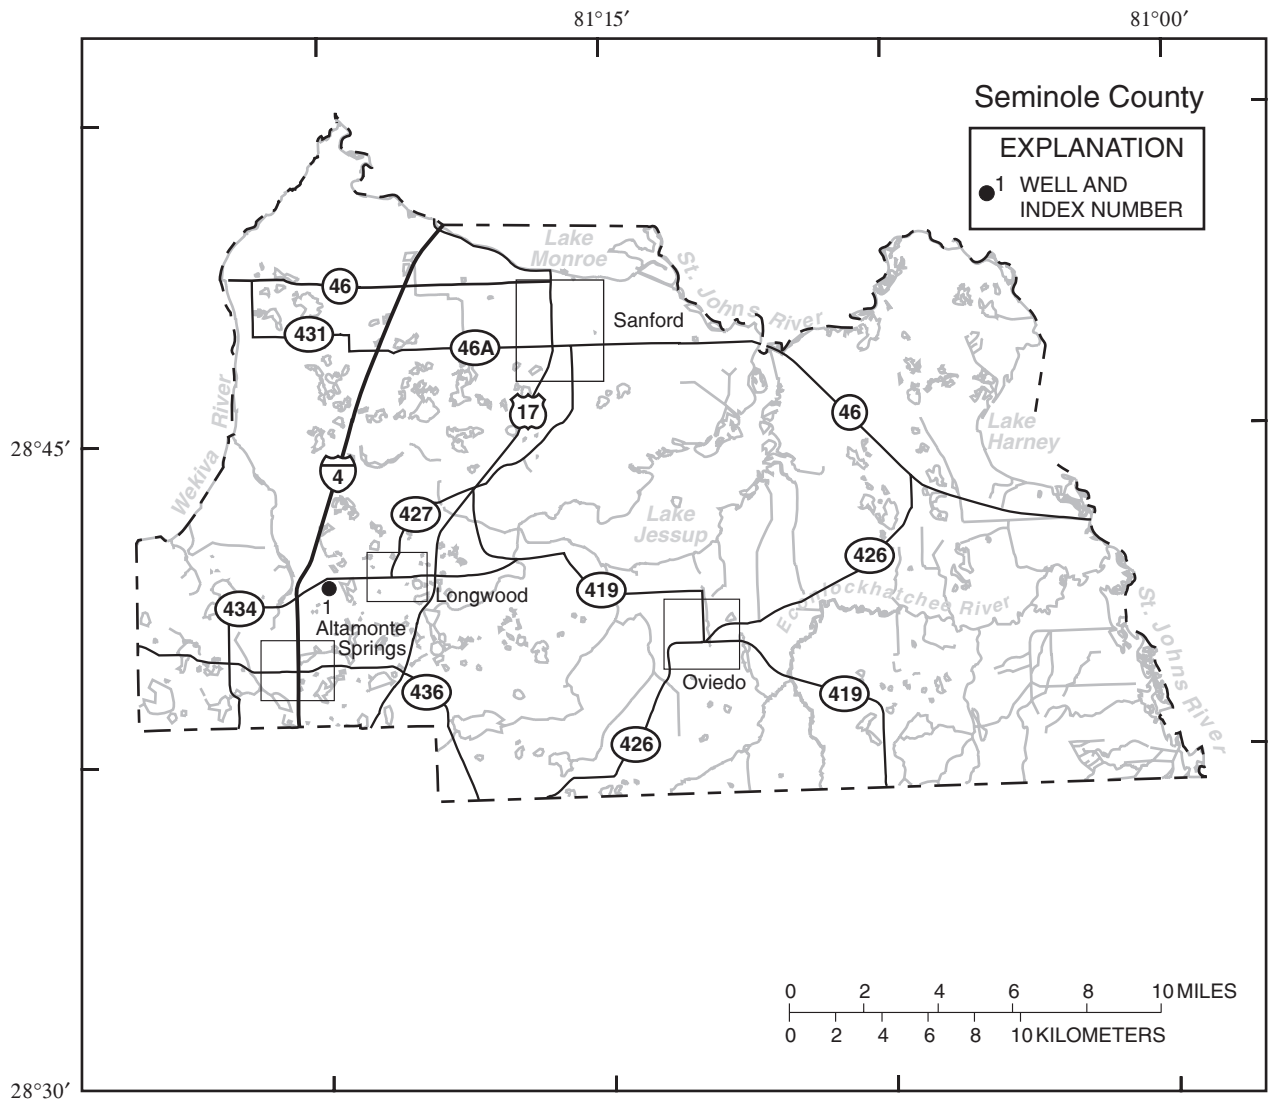 81°15′
81°00′
Seminole County
EXPLANATION
1
WELL AND
INDEX NUMBER
Lake
Monroe
St. Johns River
46
Sanford
431
46A
Wekiva River
17
46
Lake
Harney
28°45′
4
427
Lake
Jessup
426
419
434
1
Longwood
Econlockhatchee River
Altamonte
Springs
St. Johns River
Oviedo
436
419
426
0 2 4 6 8 10 MILES
0 2 4 6 8 10 KILOMETERS
28°30′